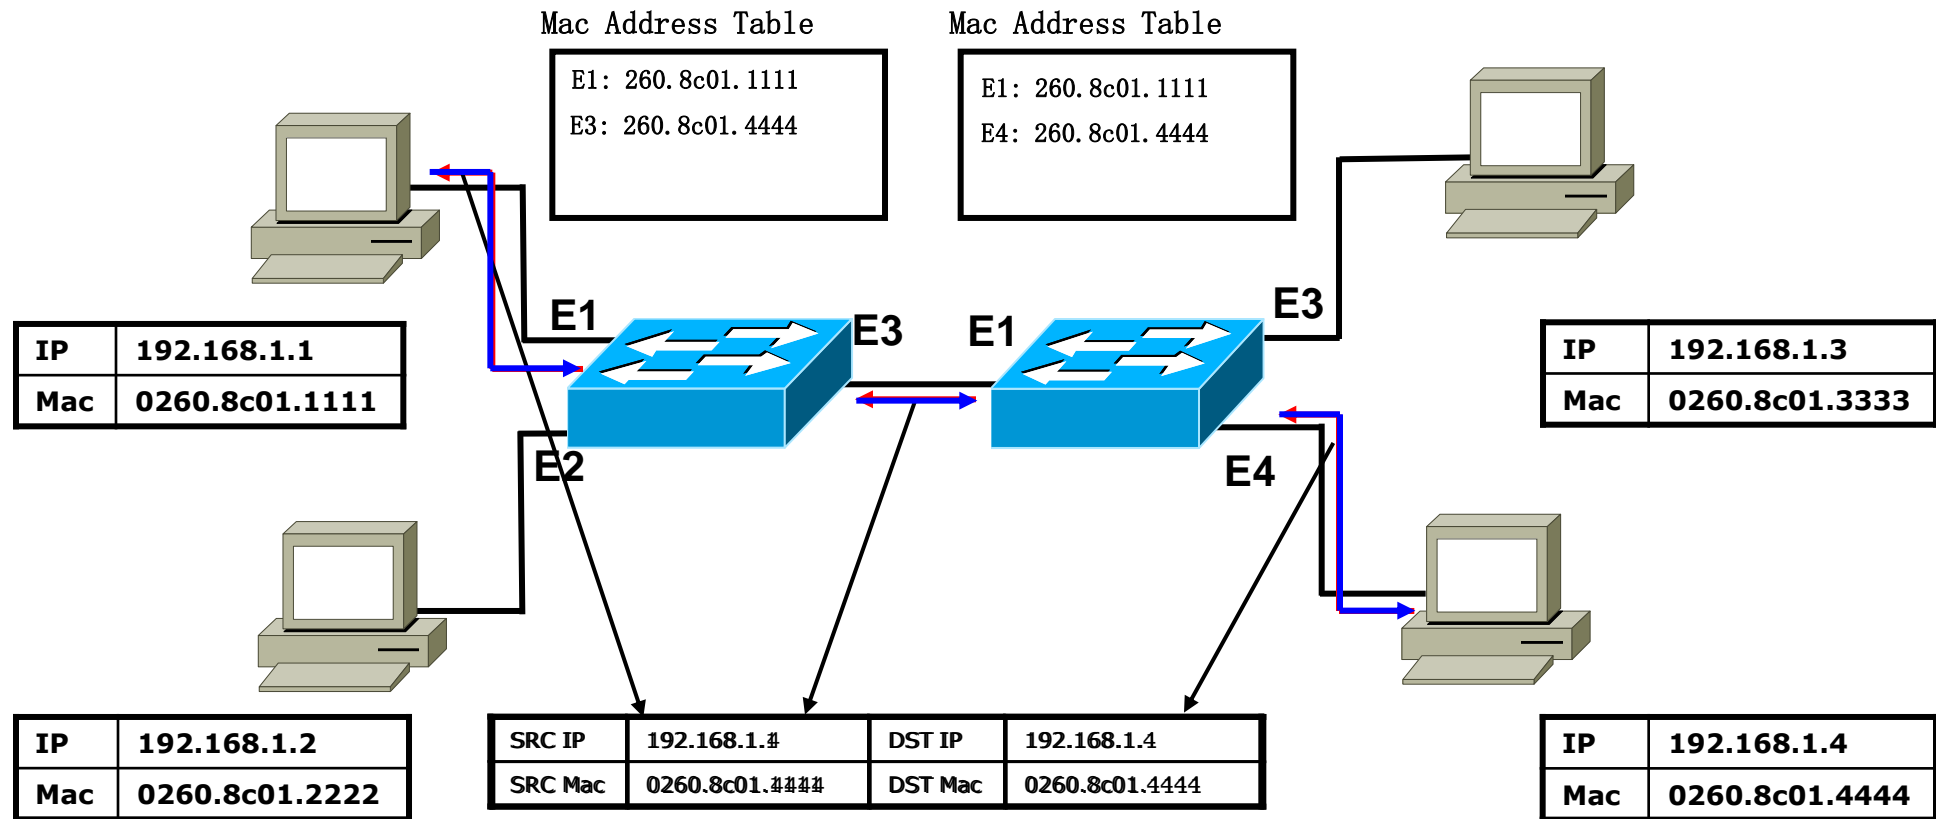 Mac Address Table
Mac Address Table
E1: 260.8c01.1111
E3: 260.8c01.4444
E1: 260.8c01.1111
E4: 260.8c01.4444
E1
E3
E1
E3
E2
E4
IP 192.168.1.1
Mac 0260.8c01.1111
IP 192.168.1.3
Mac 0260.8c01.3333
IP 192.168.1.2
Mac 0260.8c01.2222
SRC IP DST IP 192.168.1.4
SRC Mac DST Mac 0260.8c01.4444
IP 192.168.1.4
Mac 0260.8c01.4444